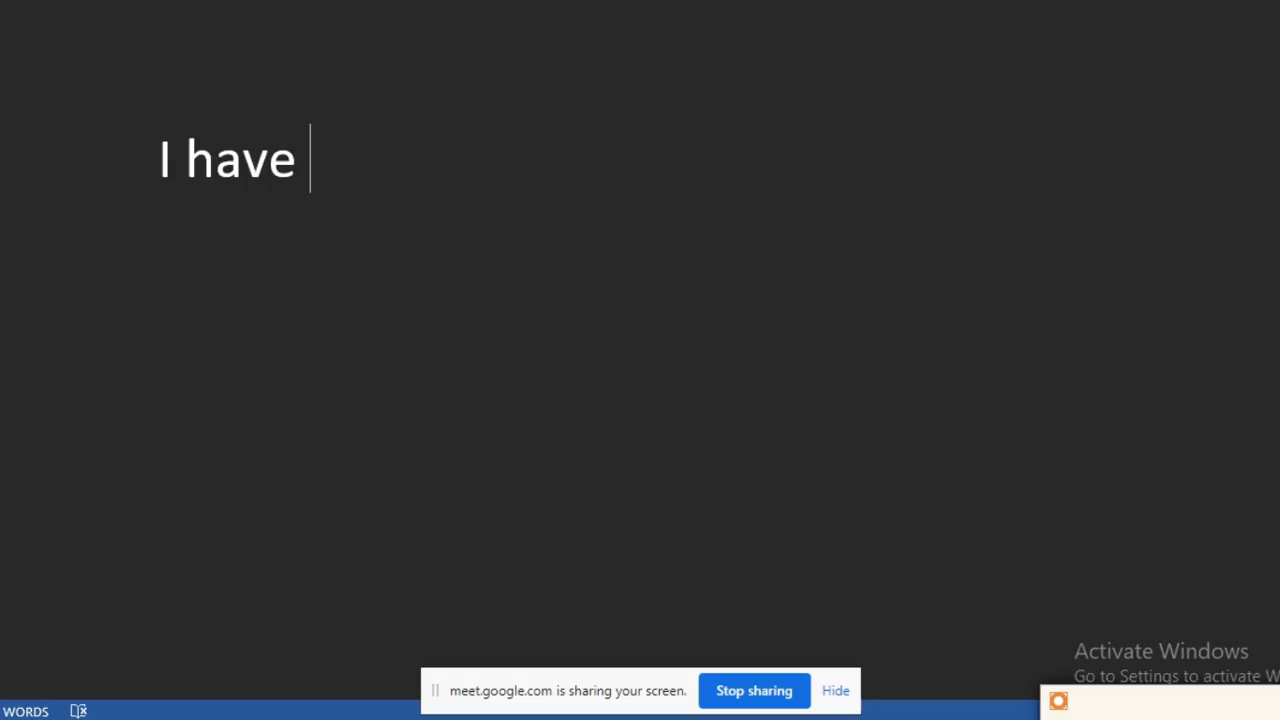 I have
Activate Windows
Go to Settings to activate W
meet.google.com is sharing your screen. Stop sharing Hide
WORDS